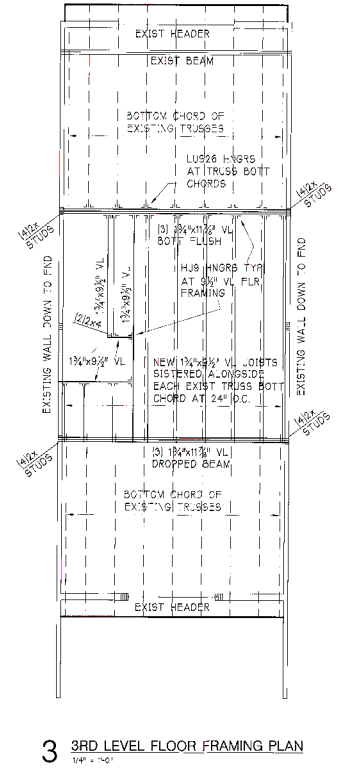 EXIST HEADER
EXIST BEAM
BOTTOM CHORD OF
EXISTING TRUSSES
LUS26 HNGRS
AT TRUSS BOTT
CHORDS
(4)2x
STUDS
(4)2x
STUDS
(3) 1¾"x11⅞" VL
BOTT FLUSH
HJ9 HNGRS TYP
AT 9½" VL FLR
FRAMING
1¾"x9½" VL
1¾"x9½" VL
(2)2x4
1¾"x9½" VL
EXISTING WALL DOWN TO FND
EXISTING WALL DOWN TO FND
NEW 1¾"x9½" VL JOISTS
SISTERED ALONGSIDE
EACH EXIST TRUSS BOTT
CHORD AT 24" O.C.
(4)2x
STUDS
(4)2x
STUDS
(3) 1¾"x11⅞" VL
DROPPED BEAM
BOTTOM CHORD OF
EXISTING TRUSSES
EXIST HEADER
3 3RD LEVEL FLOOR FRAMING PLAN
1/4" = 1'-0"